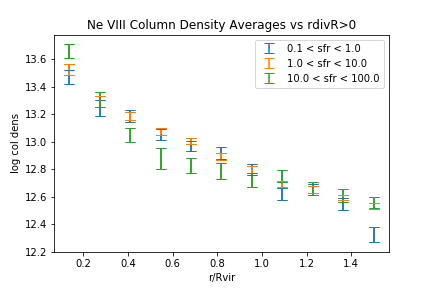 Ne VIII Column Density Averages vs rdivR>0
0.1 < sfr < 1.0
1.0 < sfr < 10.0
10.0 < sfr < 100.0
log col dens
13.6
13.4
13.2
13.0
12.8
12.6
12.4
12.2
0.2 0.4 0.6 0.8 1.0 1.2 1.4
r/Rvir